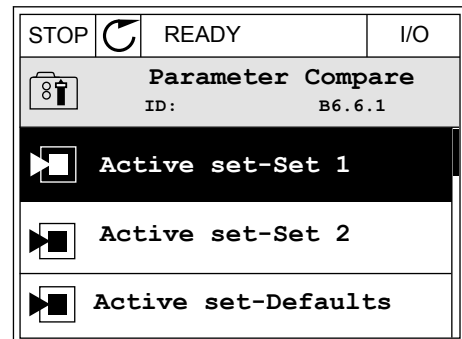 STOP READY I/O
Parameter Compare
ID: B6.6.1
Active set-Set 1
Active set-Set 2
Active set-Defaults